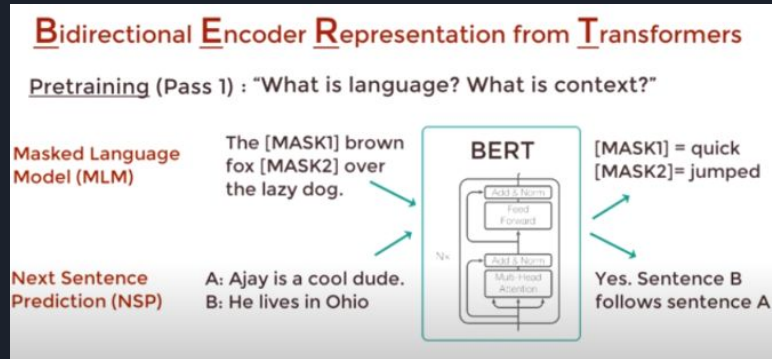 Bidirectional Encoder Representation from Transformers
Pretraining (Pass 1) : “What is language? What is context?”
Masked Language
Model (MLM)
The [MASK1] brown
fox [MASK2] over
the lazy dog.
BERT
Add & Norm
Feed
Forward
Nx
Add & Norm
Multi-Head
Attention
[MASK1] = quick
[MASK2]= jumped
Next Sentence
Prediction (NSP)
A: Ajay is a cool dude.
B: He lives in Ohio
Yes. Sentence B
follows sentence A